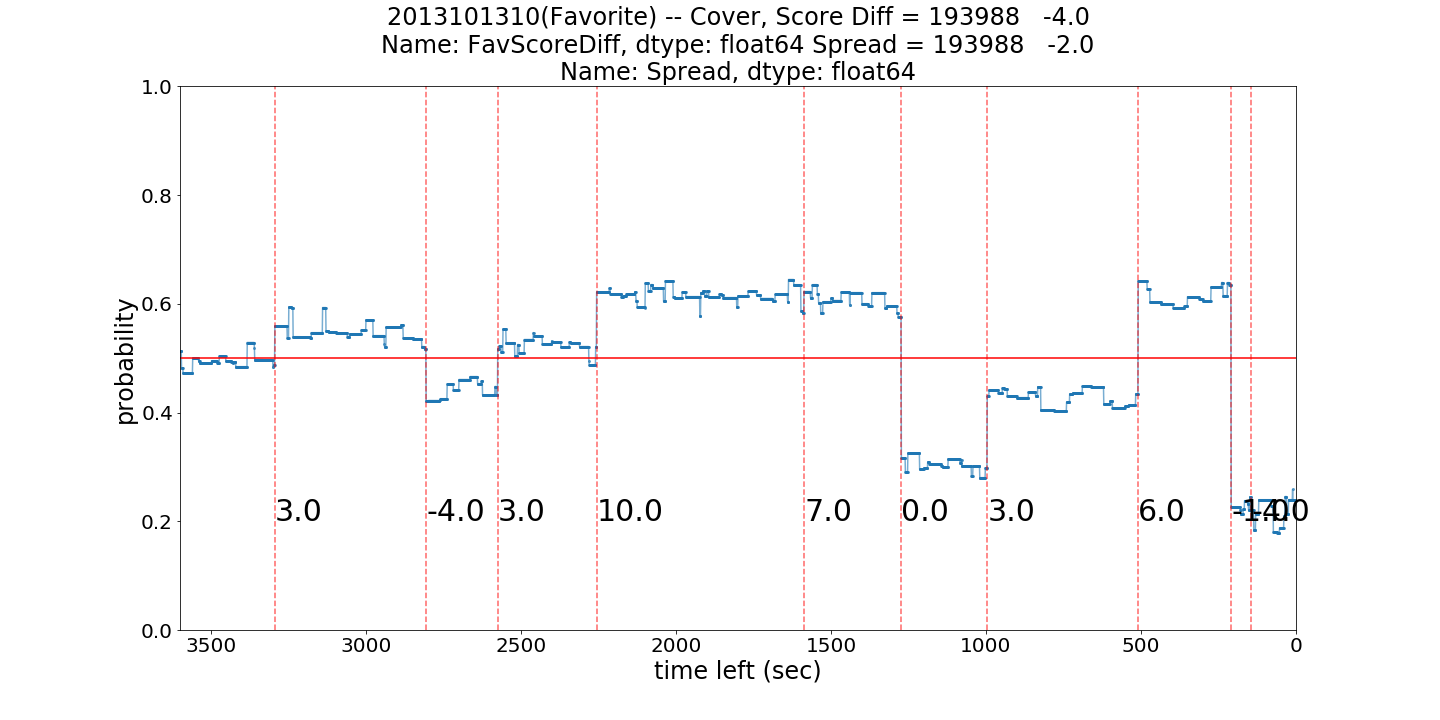 2013101310(Favorite) -- Cover, Score Diff = 193988   -4.0
Name: FavScoreDiff, dtype: float64 Spread = 193988   -2.0
Name: Spread, dtype: float64
1.0
0.8
0.6
0.4
0.2
0.0
probability
3.0 -4.0 3.0 10.0 7.0 0.0 3.0 6.0
3500 3000 2500 2000 1500 1000 500 0
time left (sec)